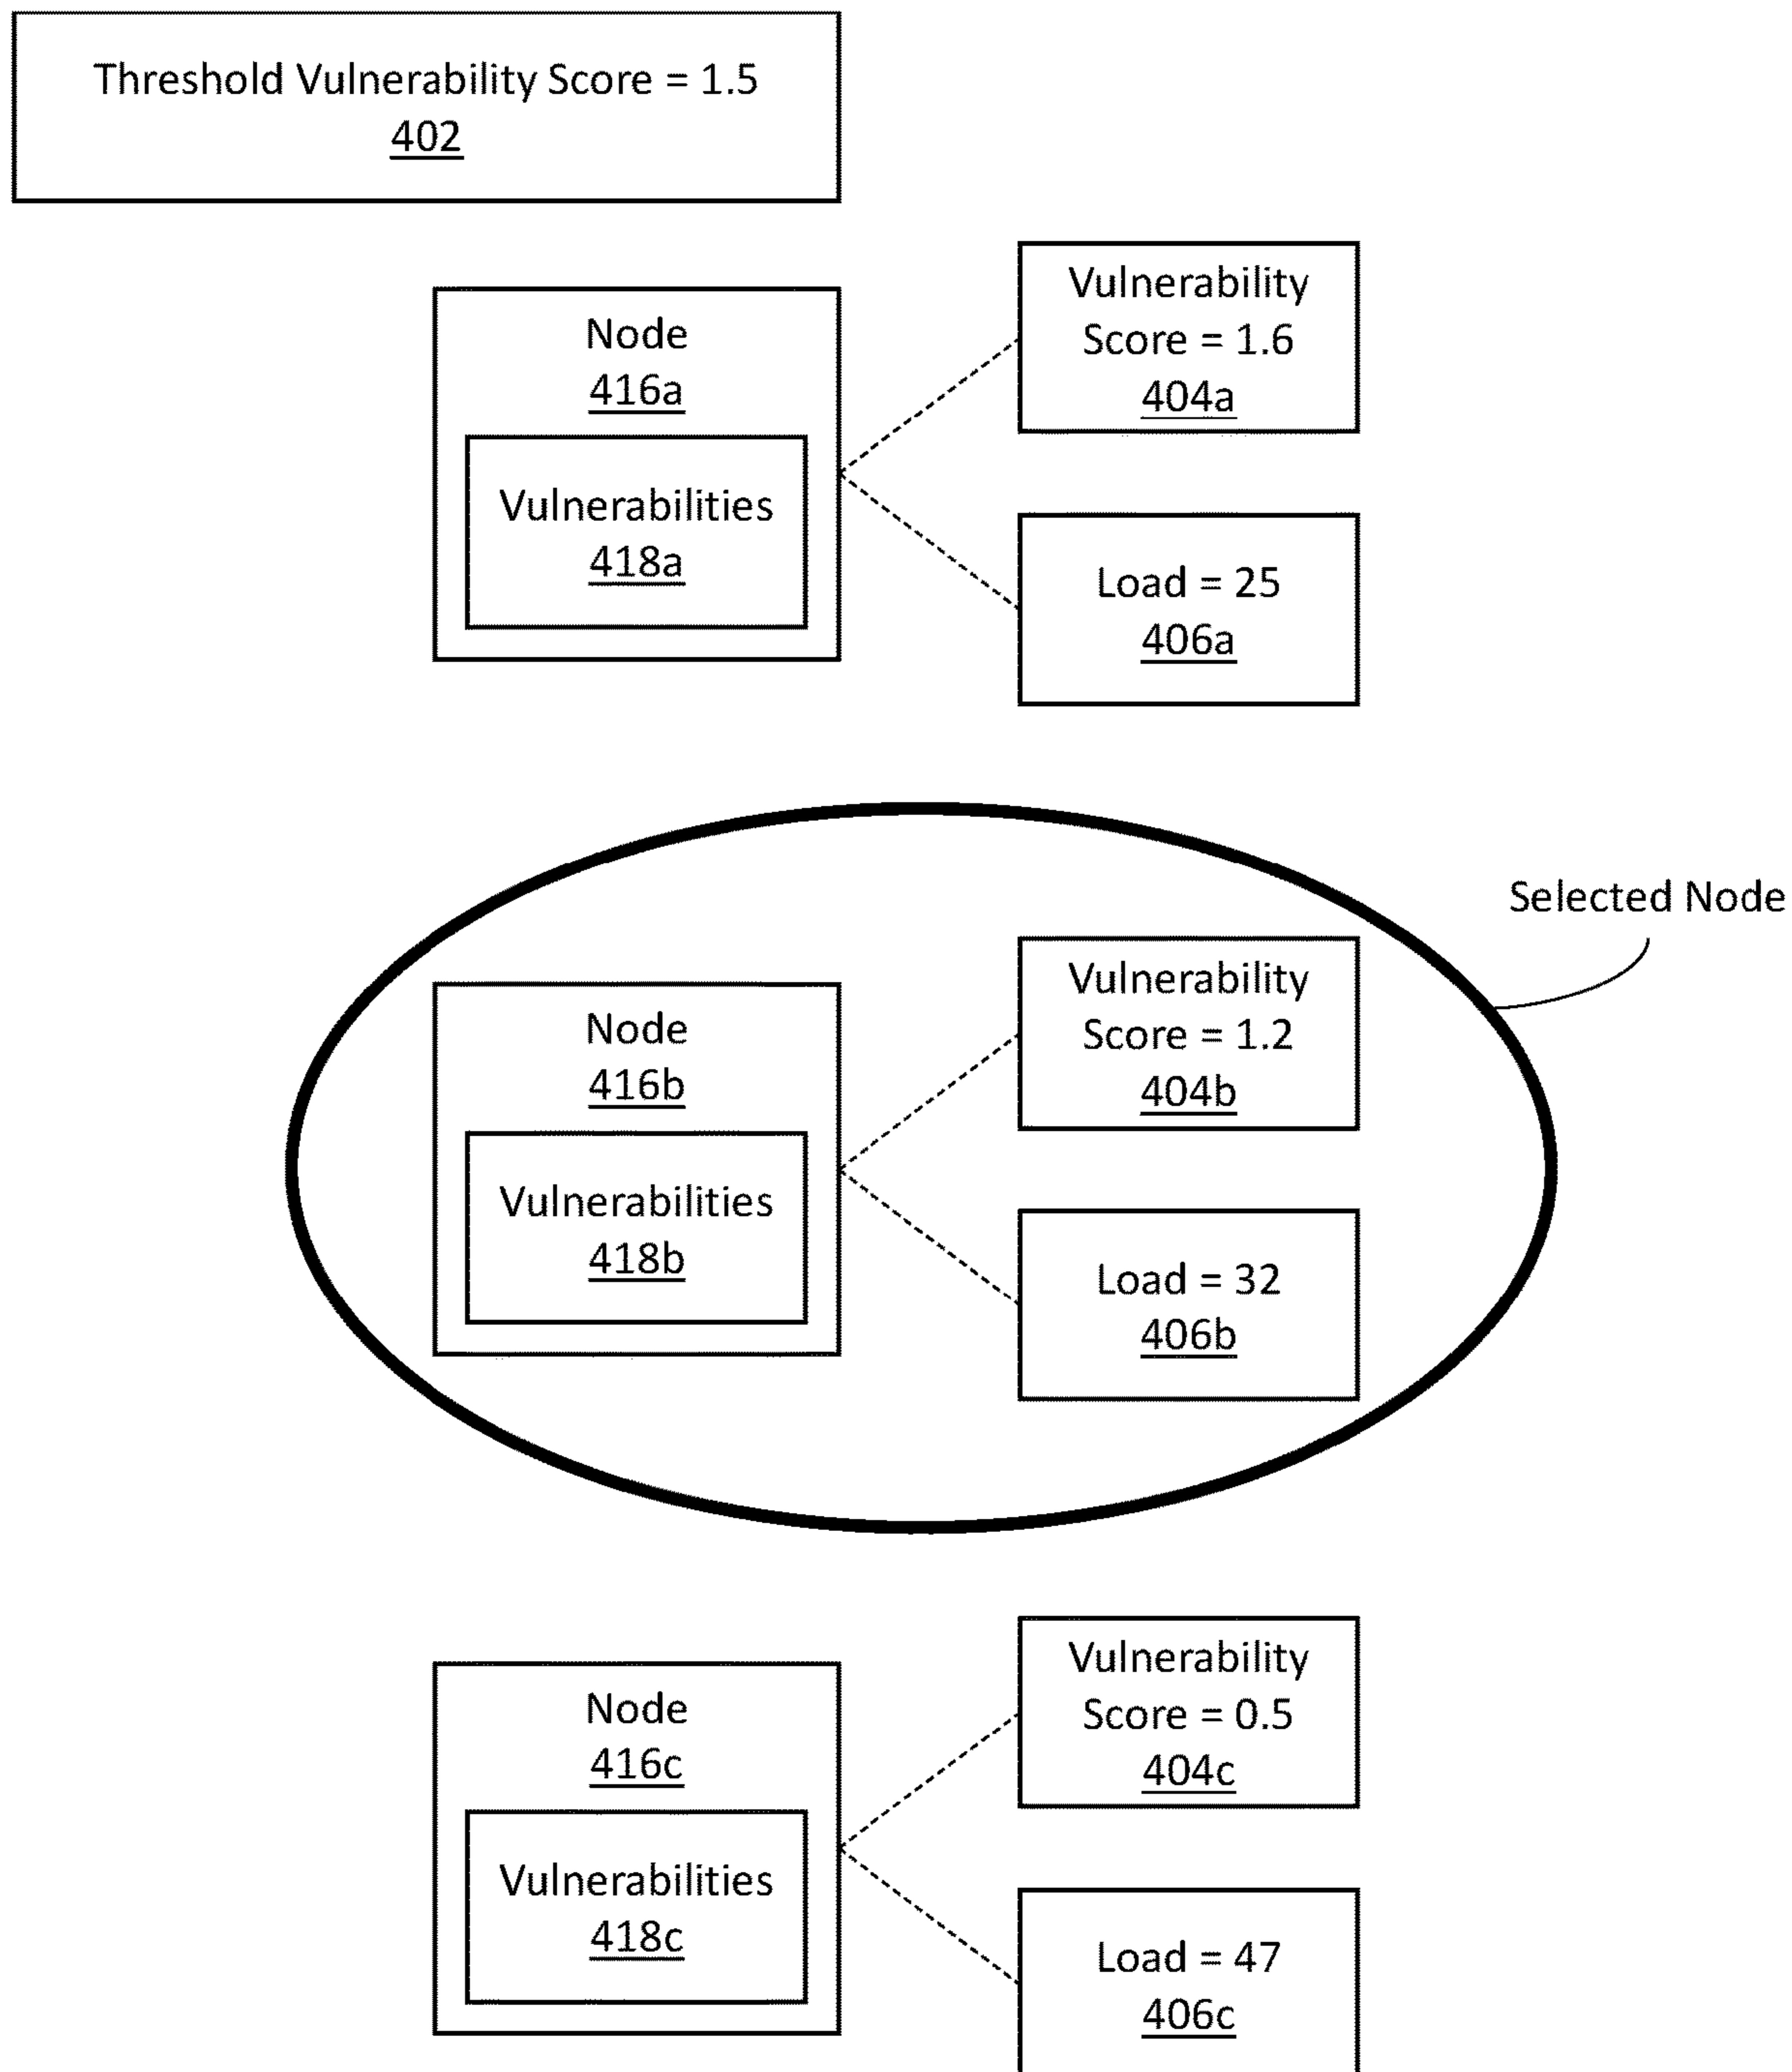 Threshold Vulnerability Score = 1.5
402
Node
416a
Vulnerabilities
418a
Vulnerability
Score = 1.6
404a
Load = 25
406a
Selected Node
Node
416b
Vulnerabilities
418b
Vulnerability
Score = 1.2
404b
Load = 32
406b
Node
416c
Vulnerabilities
418c
Vulnerability
Score = 0.5
404c
Load = 47
406c